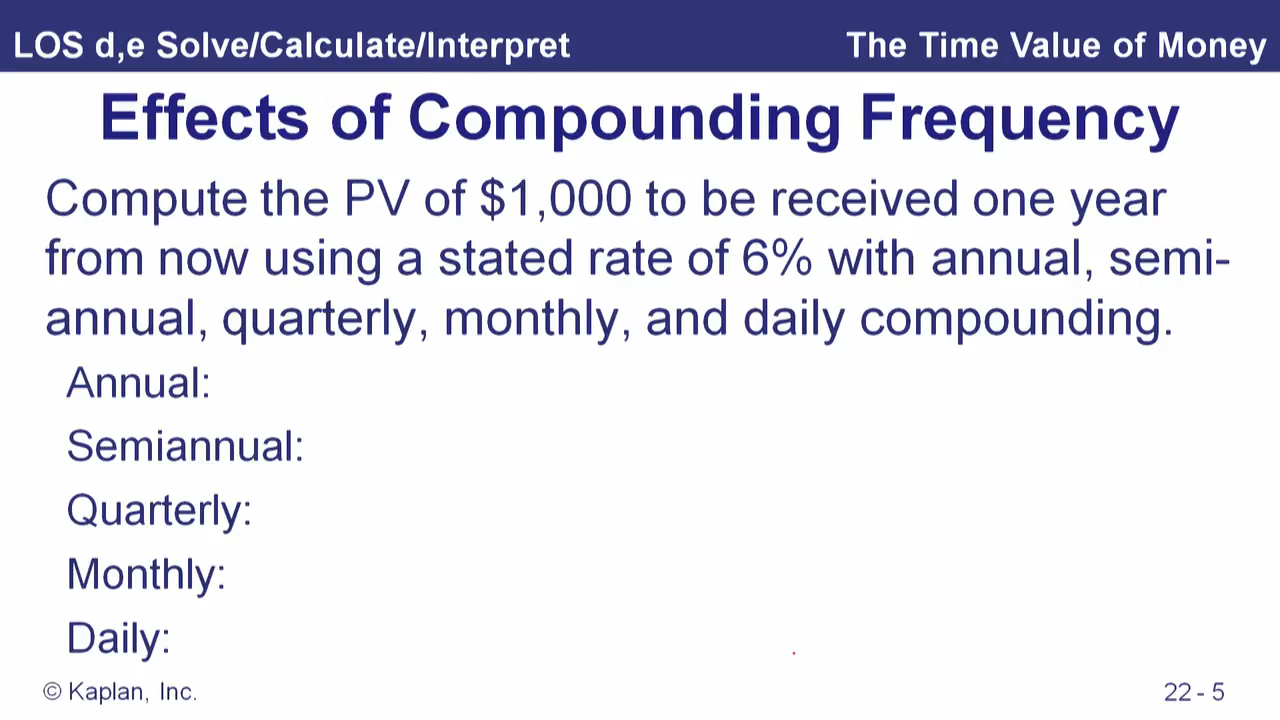 LOS d,e Solve/Calculate/Interpret
The Time Value of Money
Effects of Compounding Frequency
Compute the PV of $1,000 to be received one year
from now using a stated rate of 6% with annual, semi-
annual, quarterly, monthly, and daily compounding.
Annual:
Semiannual:
Quarterly:
Monthly:
Daily:
© Kaplan, Inc.
22 - 5